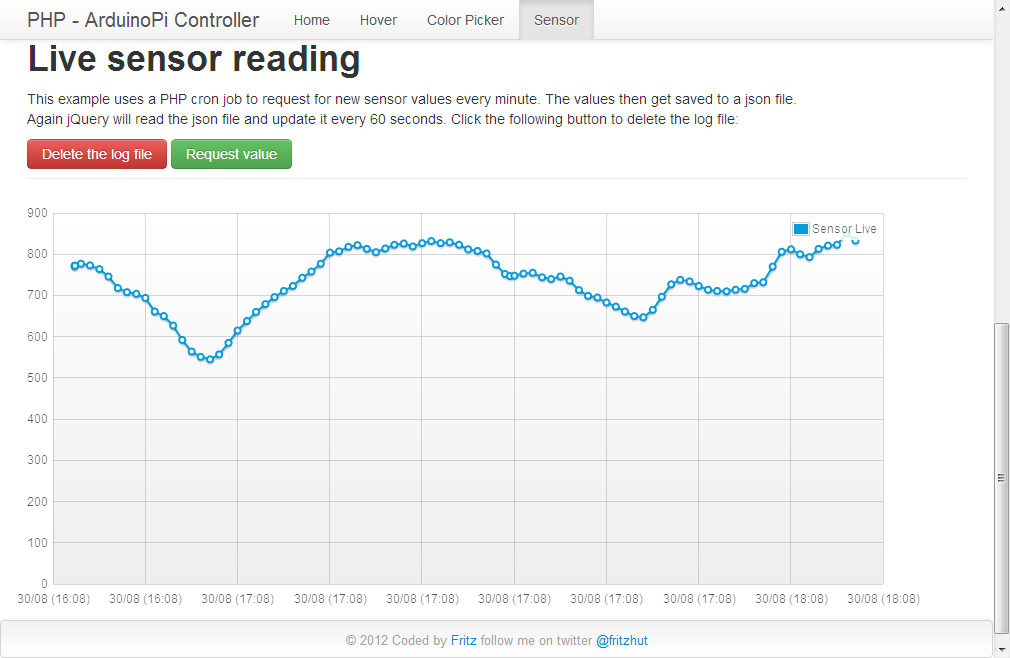 PHP - ArduinoPi Controller Home Hover Color Picker Sensor
Live sensor reading
This example uses a PHP cron job to request for new sensor values every minute. The values then get saved to a json file.
Again jQuery will read the json file and update it every 60 seconds. Click the following button to delete the log file:
Delete the log file Request value
900
Sensor Live
800
700
600
500
400
300
200
100
0
30/08 (16:08) 30/08 (16:08) 30/08 (17:08) 30/08 (17:08) 30/08 (17:08) 30/08 (17:08) 30/08 (17:08) 30/08 (17:08) 30/08 (18:08) 30/08 (18:08)
© 2012 Coded by Fritz follow me on twitter @fritzhut